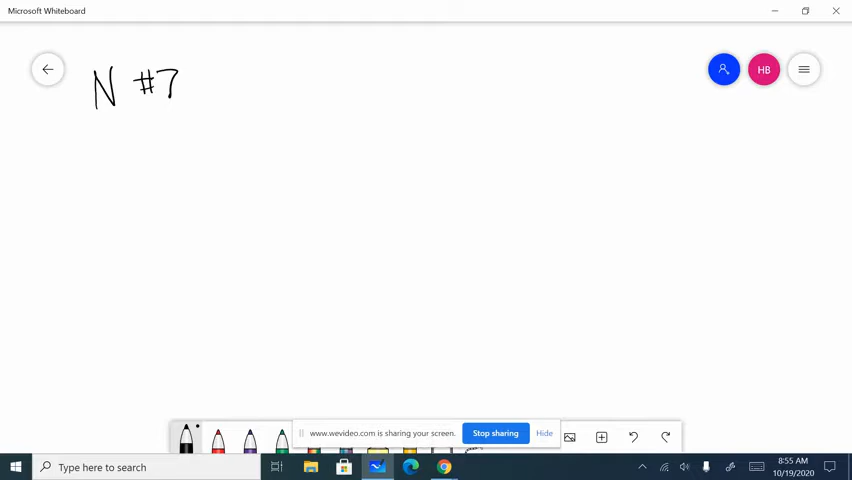 Microsoft Whiteboard
N #7
HB
www.wevideo.com is sharing your screen.
Stop sharing
Hide
Type here to search
8:55 AM
10/19/2020